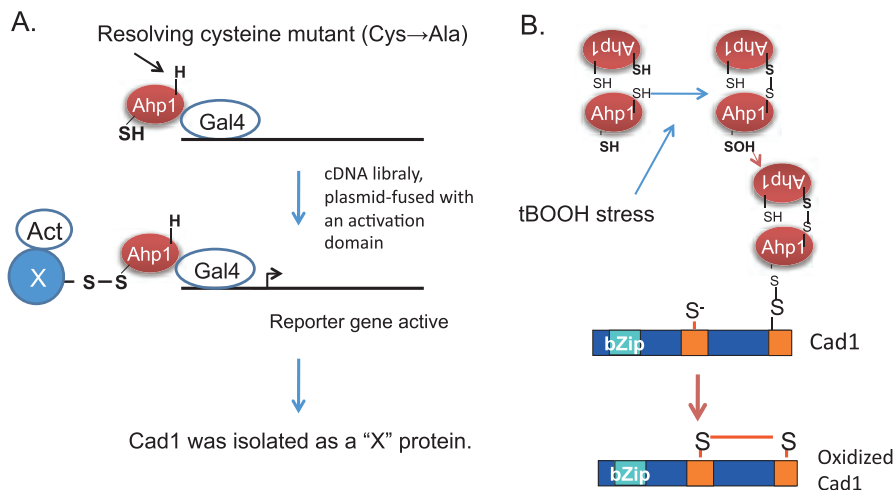 A.
Resolving cysteine mutant (Cys→Ala)
H
Ahp1
SH
Gal4
cDNA libraly,
plasmid-fused with
an activation
domain
Act
H
Ahp1
X
S–S
Gal4
Reporter gene active
Cad1 was isolated as a “X” protein.
B.
Ahp1
SH
SH
SH
Ahp1
SH
Ahp1
SH
S
S
Ahp1
SOH
tBOOH stress
Ahp1
SH
S
S
Ahp1
S
S
S-
bZip
Cad1
S
S
bZip
Oxidized
Cad1